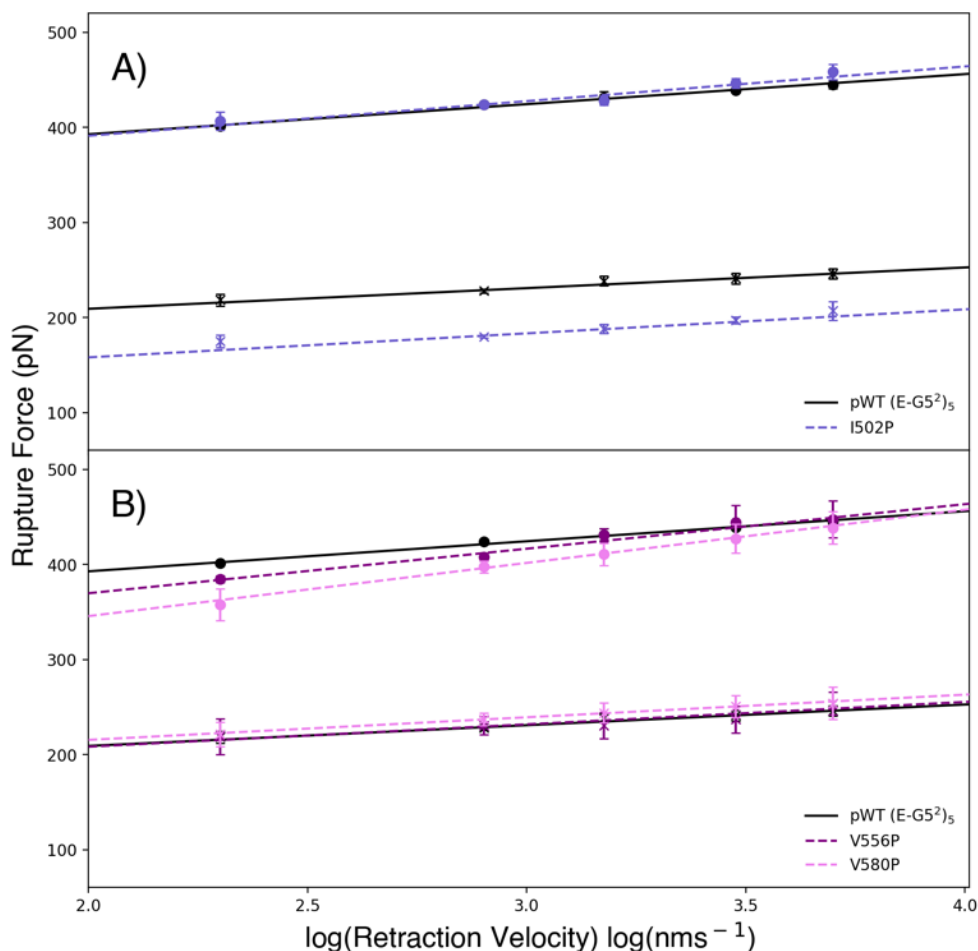 A)
500
400
300
200
100
pWT (E-G5²)₅
I502P
Rupture Force (pN)
B)
500
400
300
200
100
pWT (E-G5²)₅
V556P
V580P
2.0 2.5 3.0 3.5 4.0
log(Retraction Velocity) log(nms⁻¹)